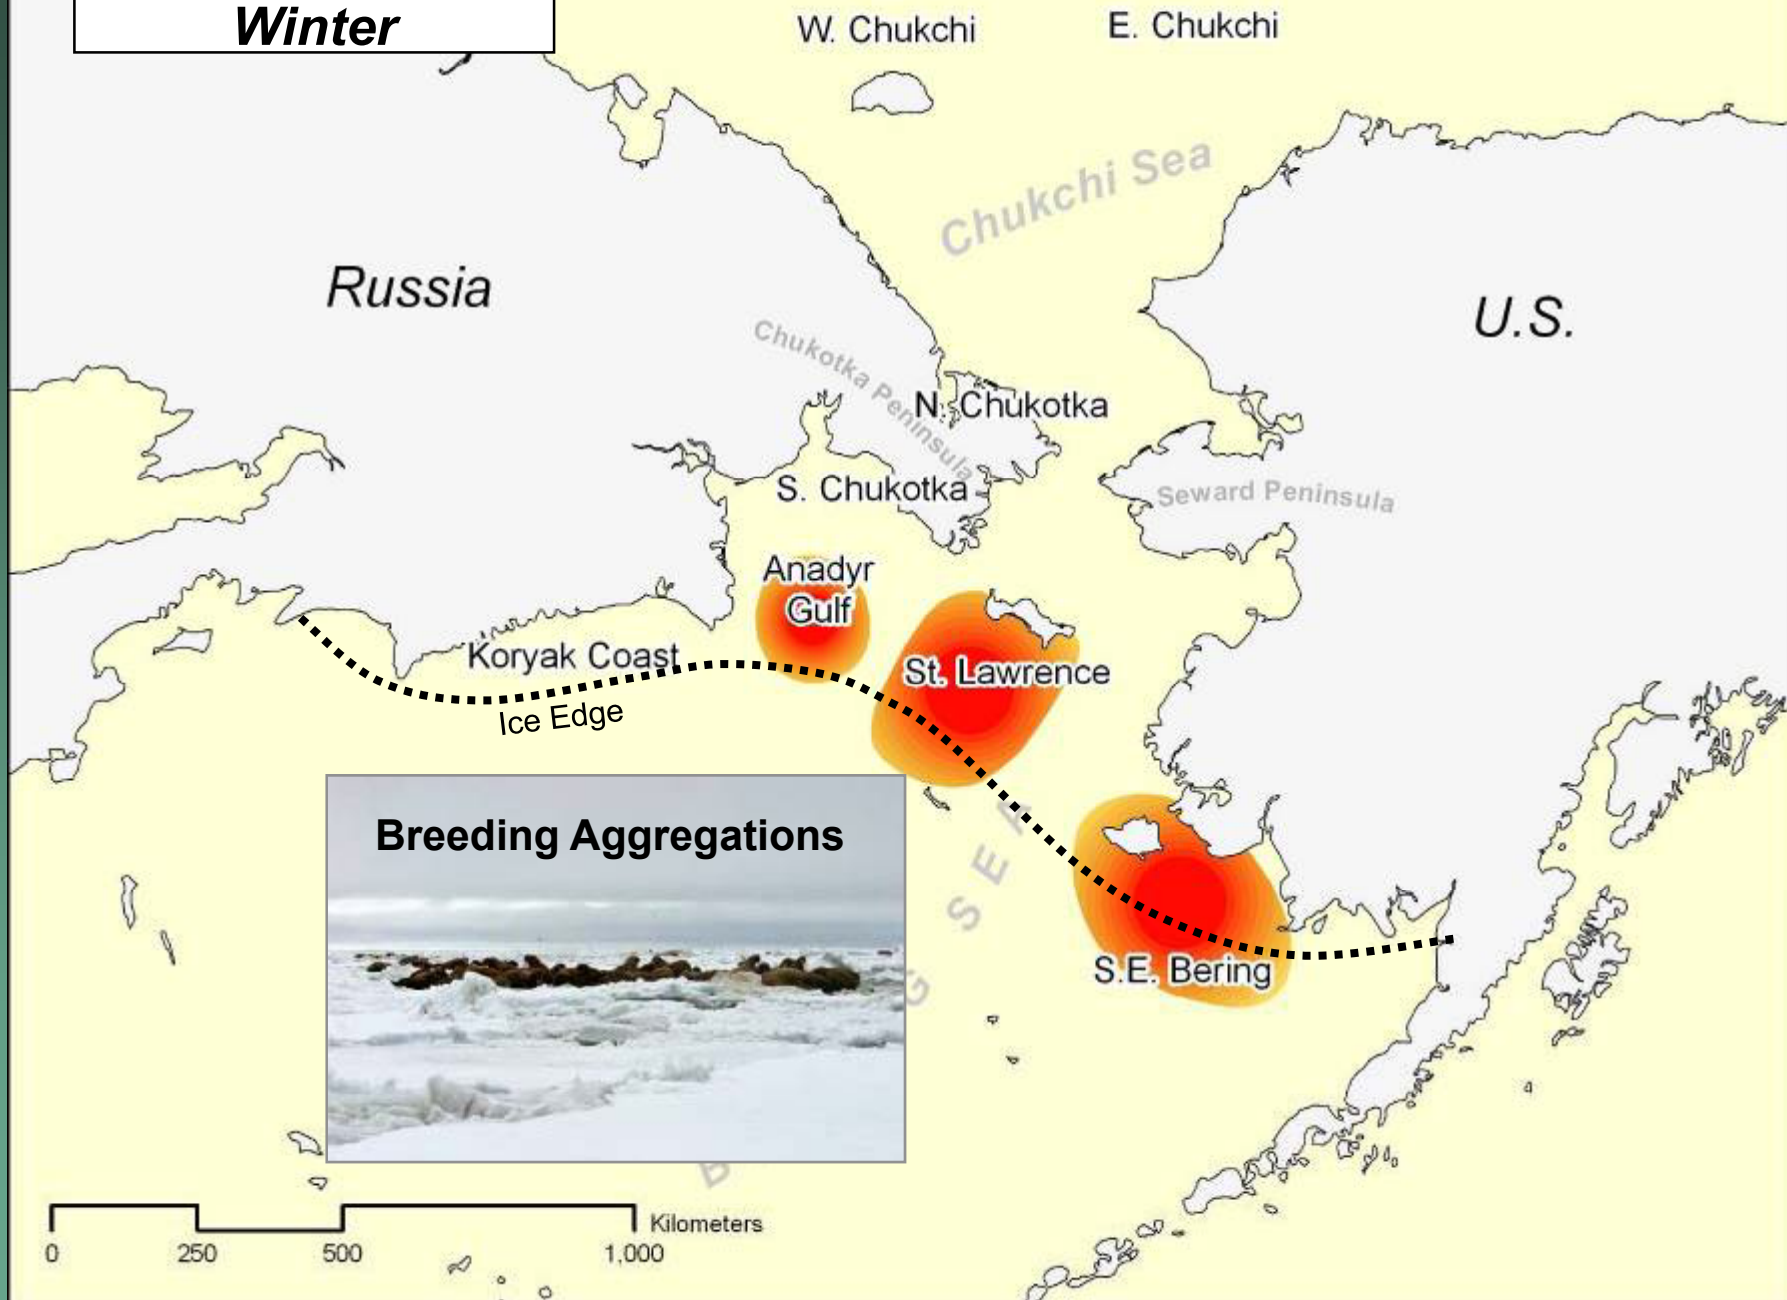 Winter
W. Chukchi
E. Chukchi
Chukchi Sea
Russia
U.S.
Chukotka Peninsula
N. Chukotka
S. Chukotka
Seward Peninsula
Anadyr
Gulf
Koryak Coast
St. Lawrence
Ice Edge
Breeding Aggregations
S.E. Bering
SEA
Kilometers
0 250 500 1,000